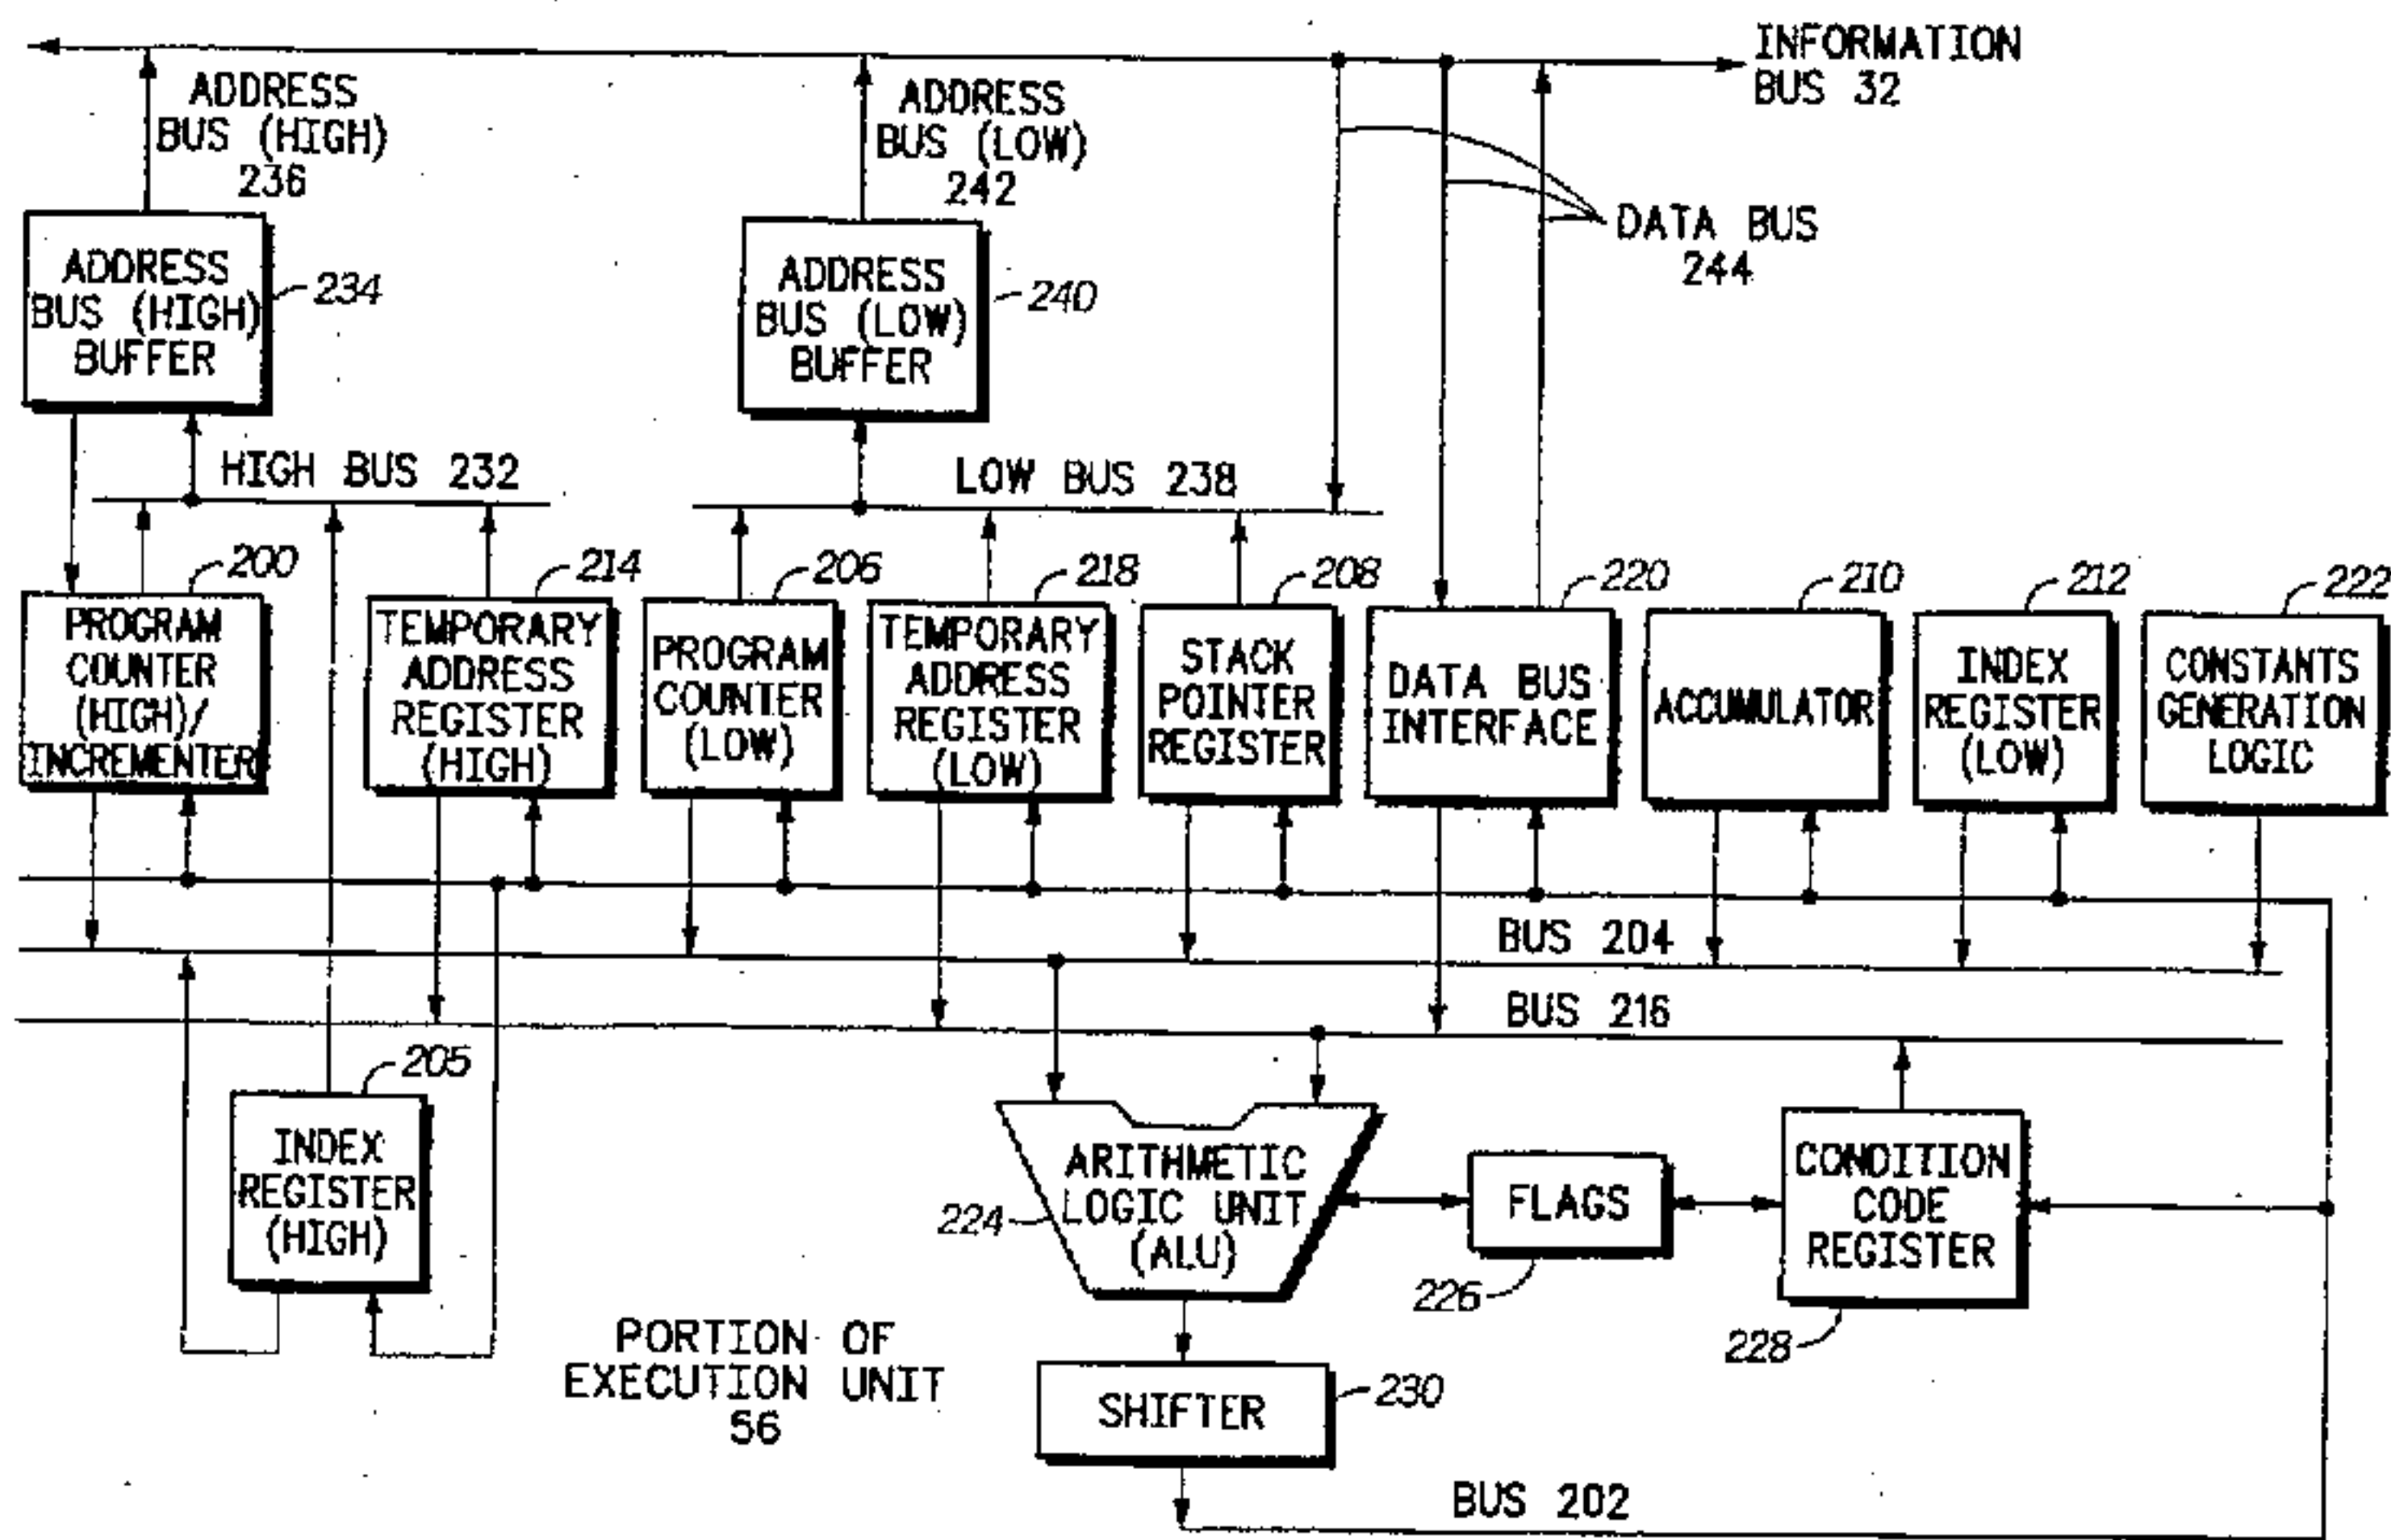 INFORMATION
BUS 32
ADDRESS
BUS (HIGH)
236
ADDRESS
BUS (LOW)
242
DATA BUS
244
ADDRESS
BUS (HIGH)
BUFFER
234
ADDRESS
BUS (LOW)
BUFFER
240
HIGH BUS 232
LOW BUS 238
200
PROGRAM
COUNTER
(HIGH)/
INCREMENTER
214
TEMPORARY
ADDRESS
REGISTER
(HIGH)
206
PROGRAM
COUNTER
(LOW)
218
TEMPORARY
ADDRESS
REGISTER
(LOW)
208
STACK
POINTER
REGISTER
220
DATA BUS
INTERFACE
210
ACCUMULATOR
212
INDEX
REGISTER
(LOW)
222
CONSTANTS
GENERATION
LOGIC
BUS 204
BUS 216
205
INDEX
REGISTER
(HIGH)
224
ARITHMETIC
LOGIC UNIT
(ALU)
FLAGS
226
CONDITION
CODE
REGISTER
228
PORTION OF
EXECUTION UNIT
56
SHIFTER
230
BUS 202